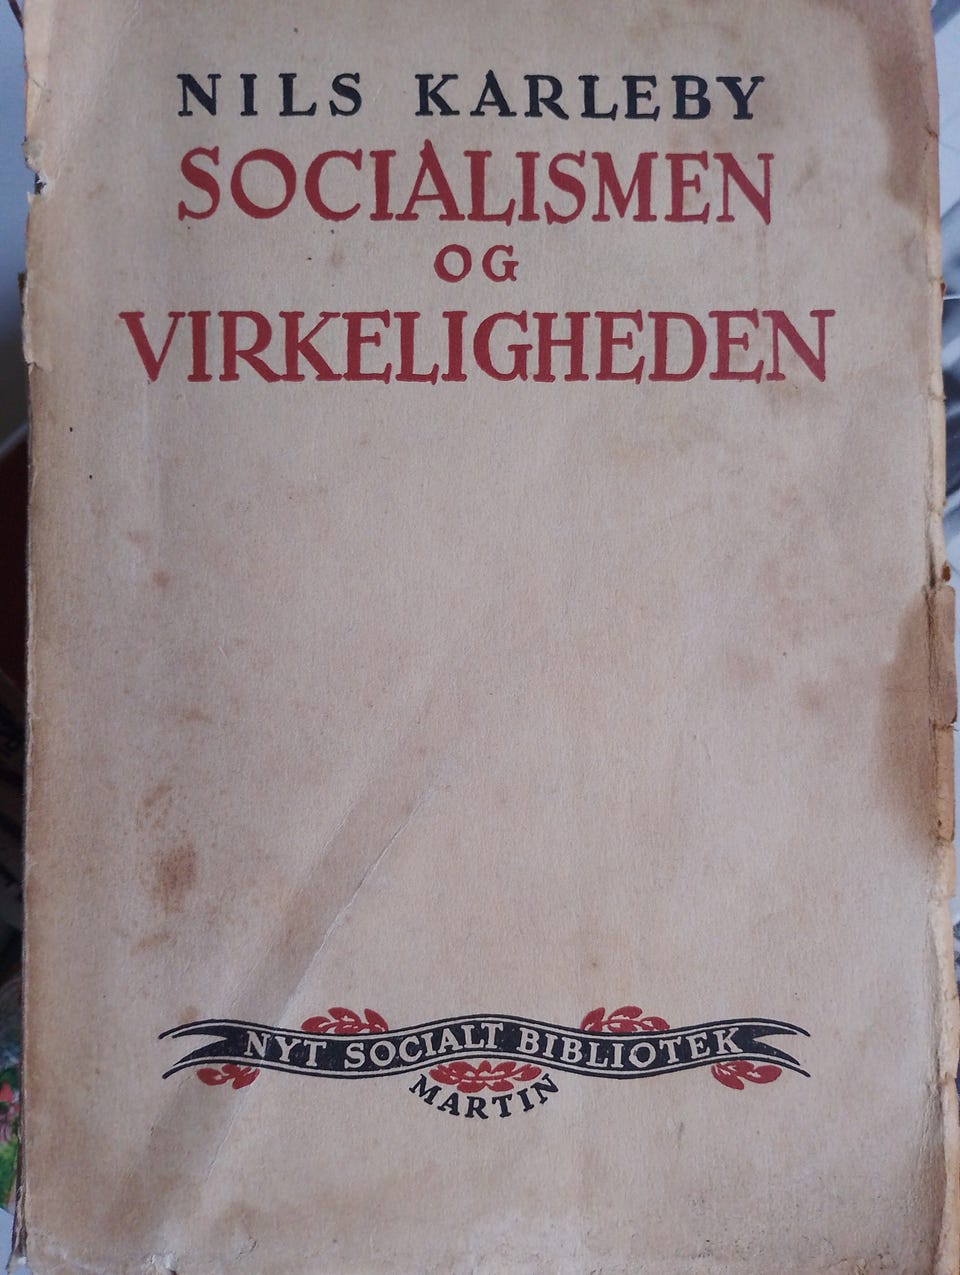 NILS KARLEBY
SOCIALISMEN
OG
VIRKELIGHEDEN
NYT SOCIALT BIBLIOTEK
MARTIN